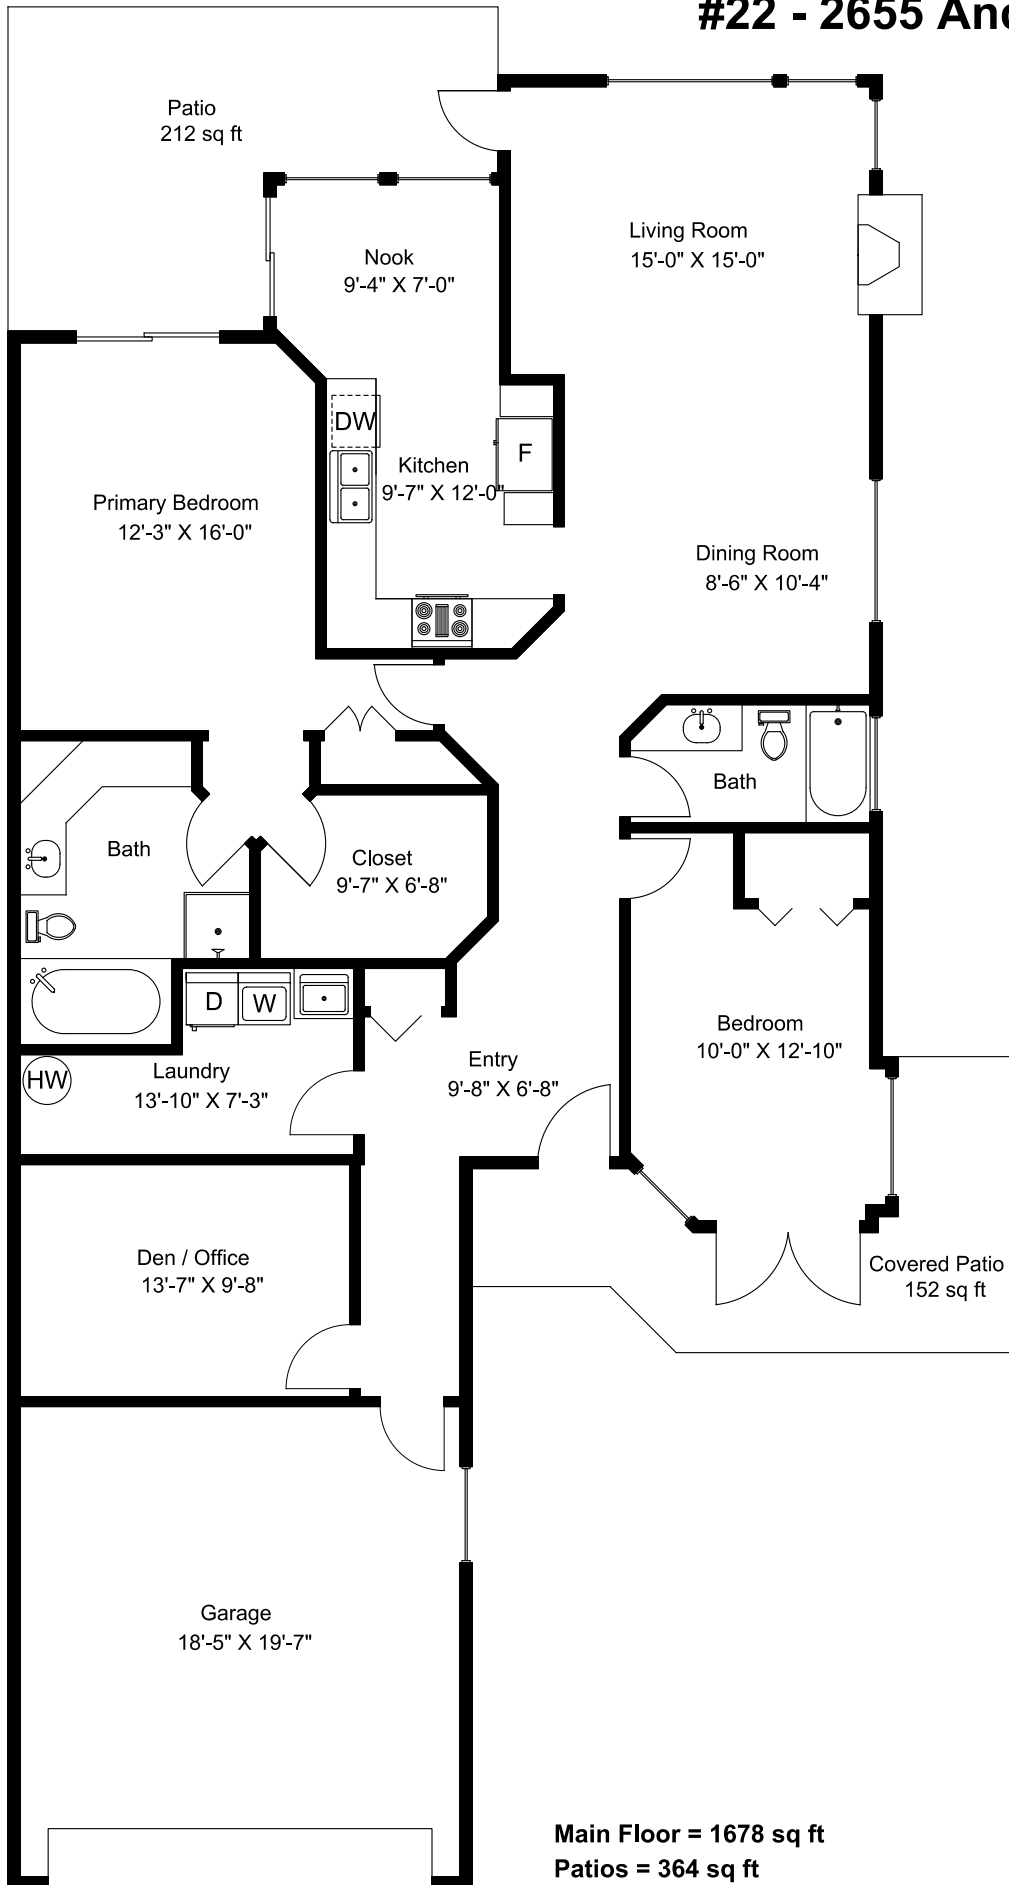 #22 - 2655 And
Patio
212 sq ft
Living Room
15'-0" X 15'-0"
Nook
9'-4" X 7'-0"
DW
F
Kitchen
9'-7" X 12'-0"
Primary Bedroom
12'-3" X 16'-0"
Dining Room
8'-6" X 10'-4"
Bath
Bath
Closet
9'-7" X 6'-8"
D
W
Bedroom
10'-0" X 12'-10"
Entry
9'-8" X 6'-8"
HW
Laundry
13'-10" X 7'-3"
Den / Office
13'-7" X 9'-8"
Covered Patio
152 sq ft
Garage
18'-5" X 19'-7"
Main Floor = 1678 sq ft
Patios = 364 sq ft